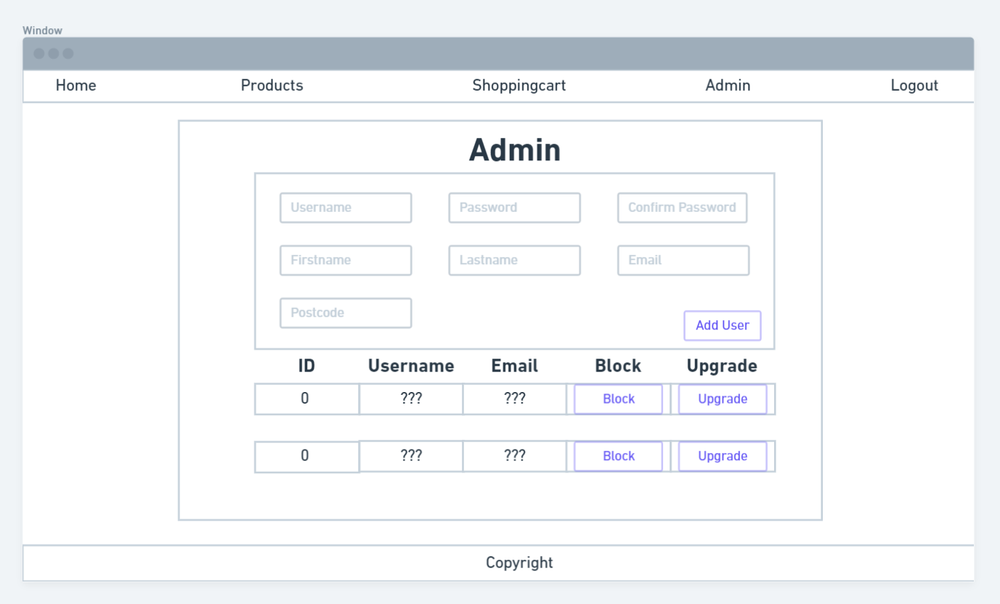 Window
Home Products Shoppingcart Admin Logout
Admin
Username Password Confirm Password
Firstname Lastname Email
Postcode
Add User
ID Username Email Block Upgrade
0 ??? ??? Block Upgrade
0 ??? ??? Block Upgrade
Copyright